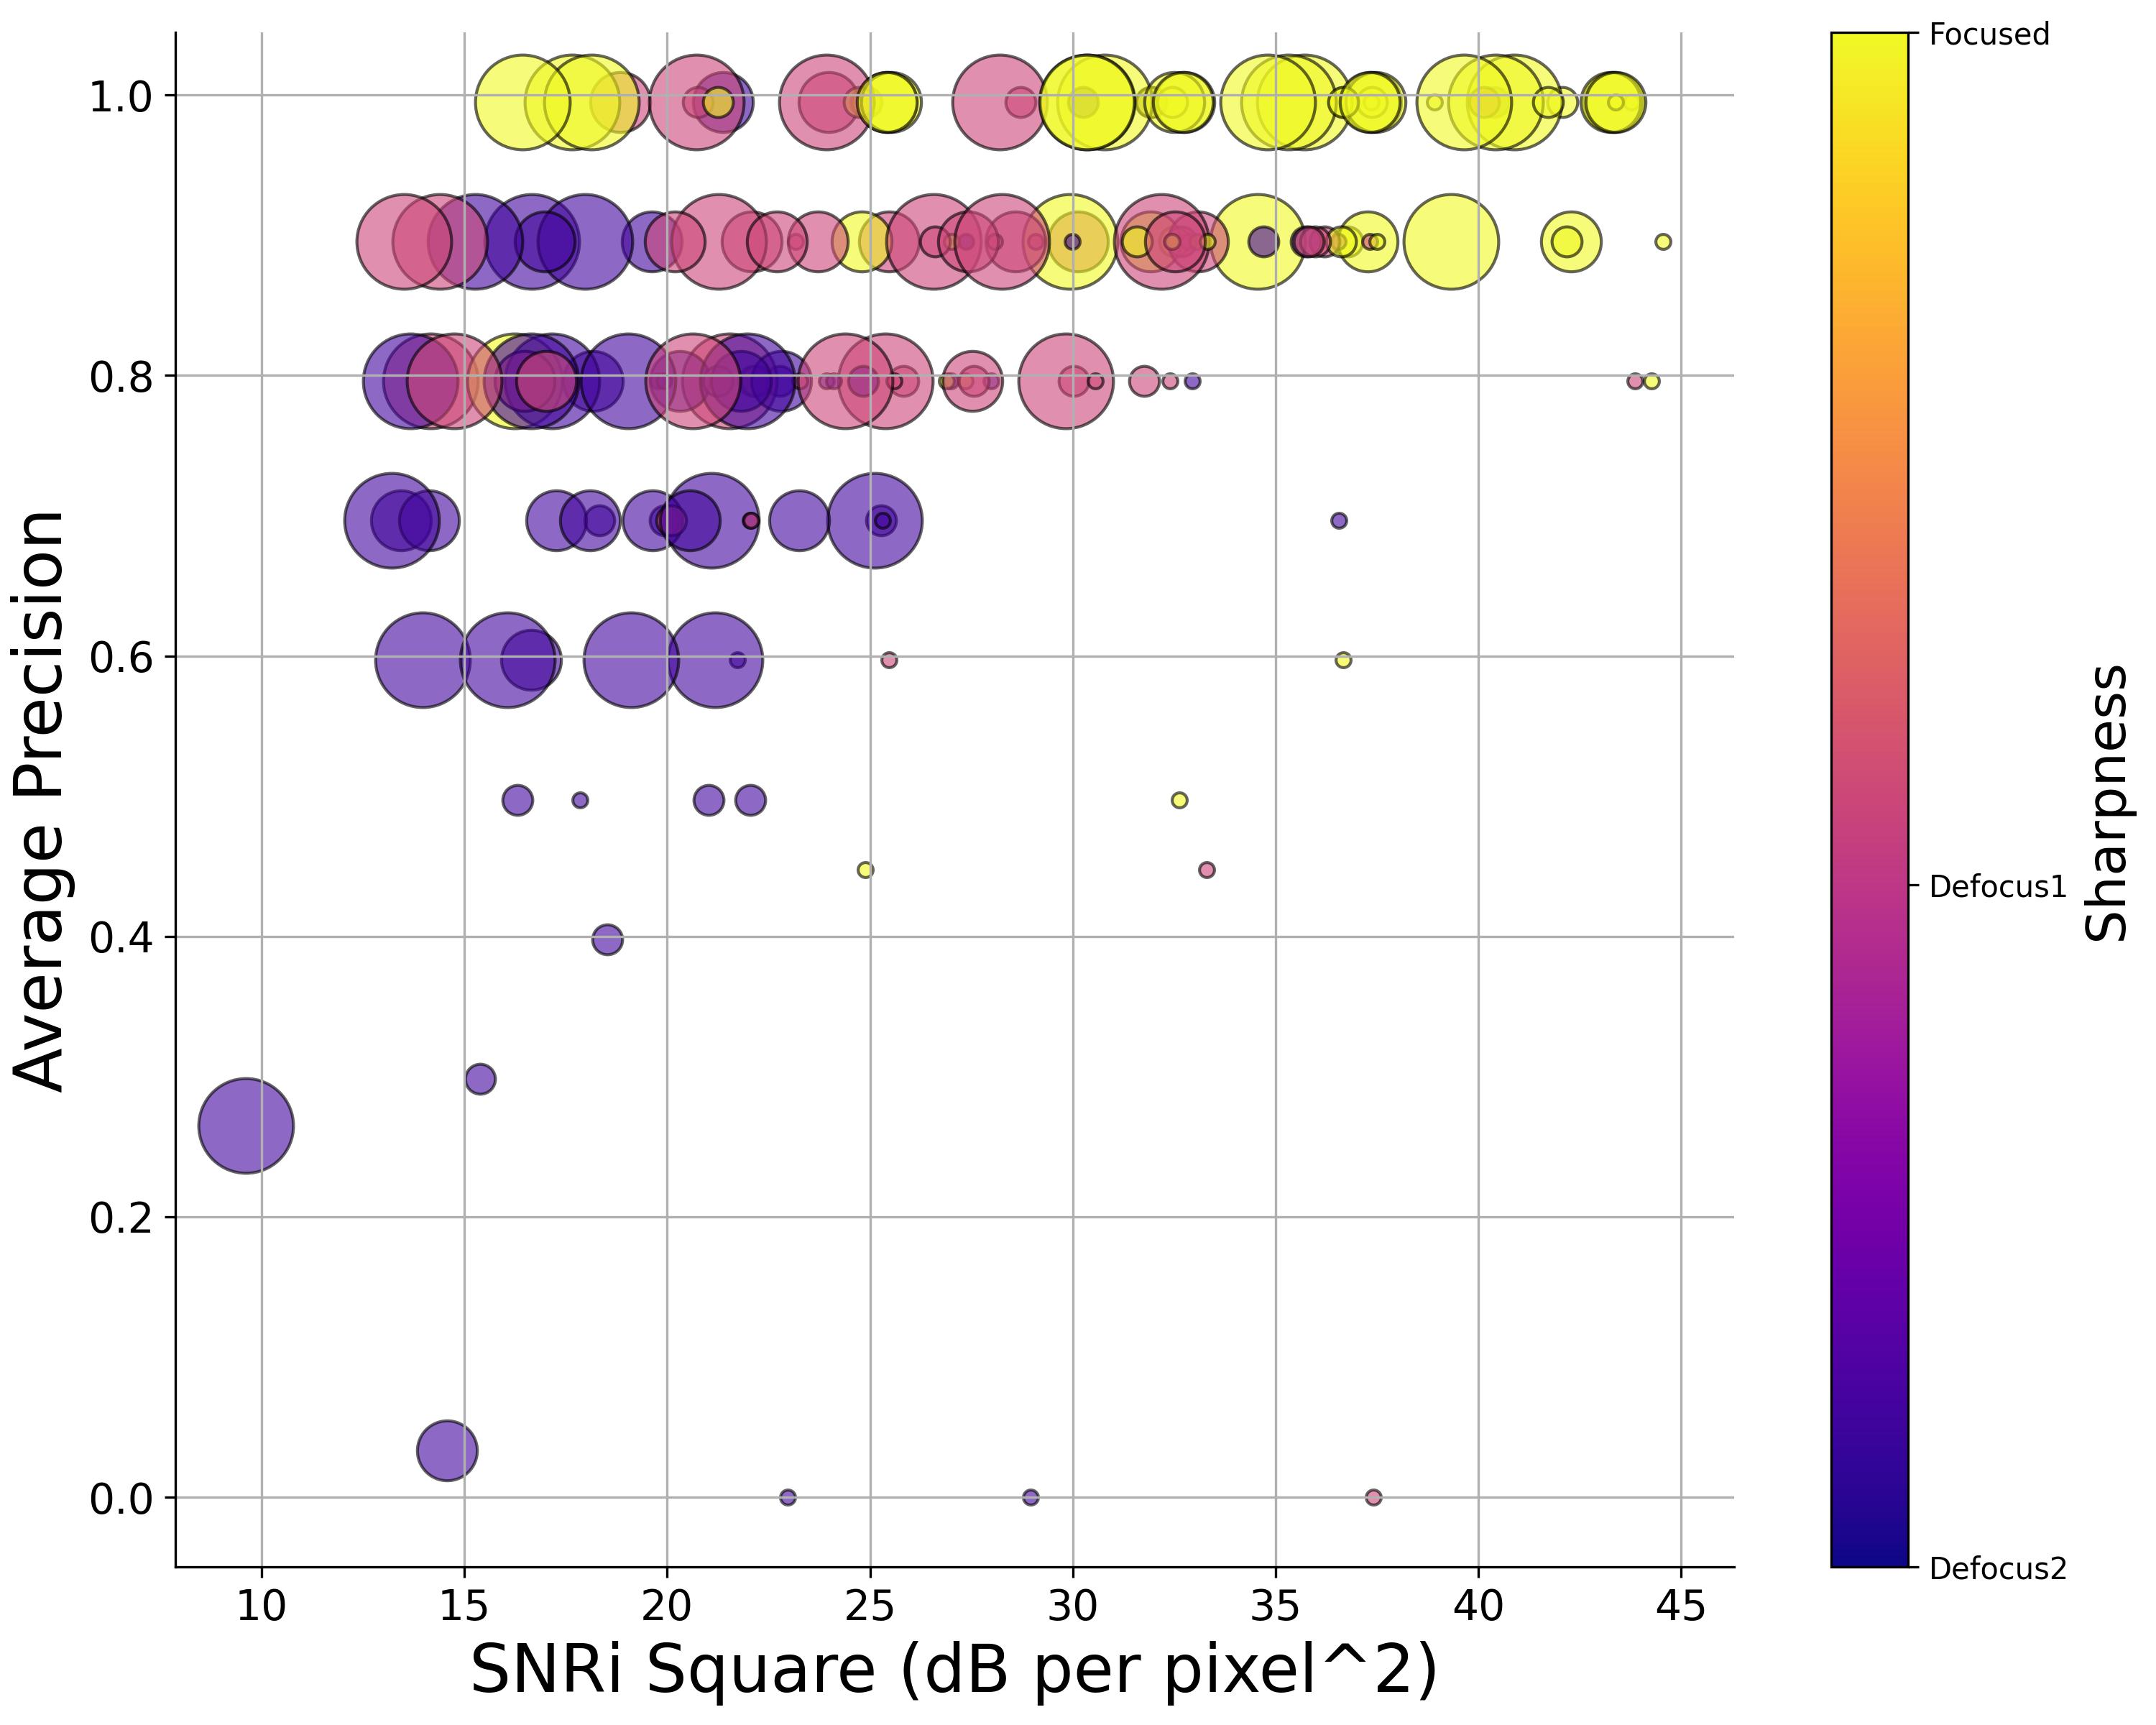 Average Precision
1.0
0.8
0.6
0.4
0.2
0.0
10 15 20 25 30 35 40 45
SNRi Square (dB per pixel^2)
Focused
Defocus1
Defocus2
Sharpness